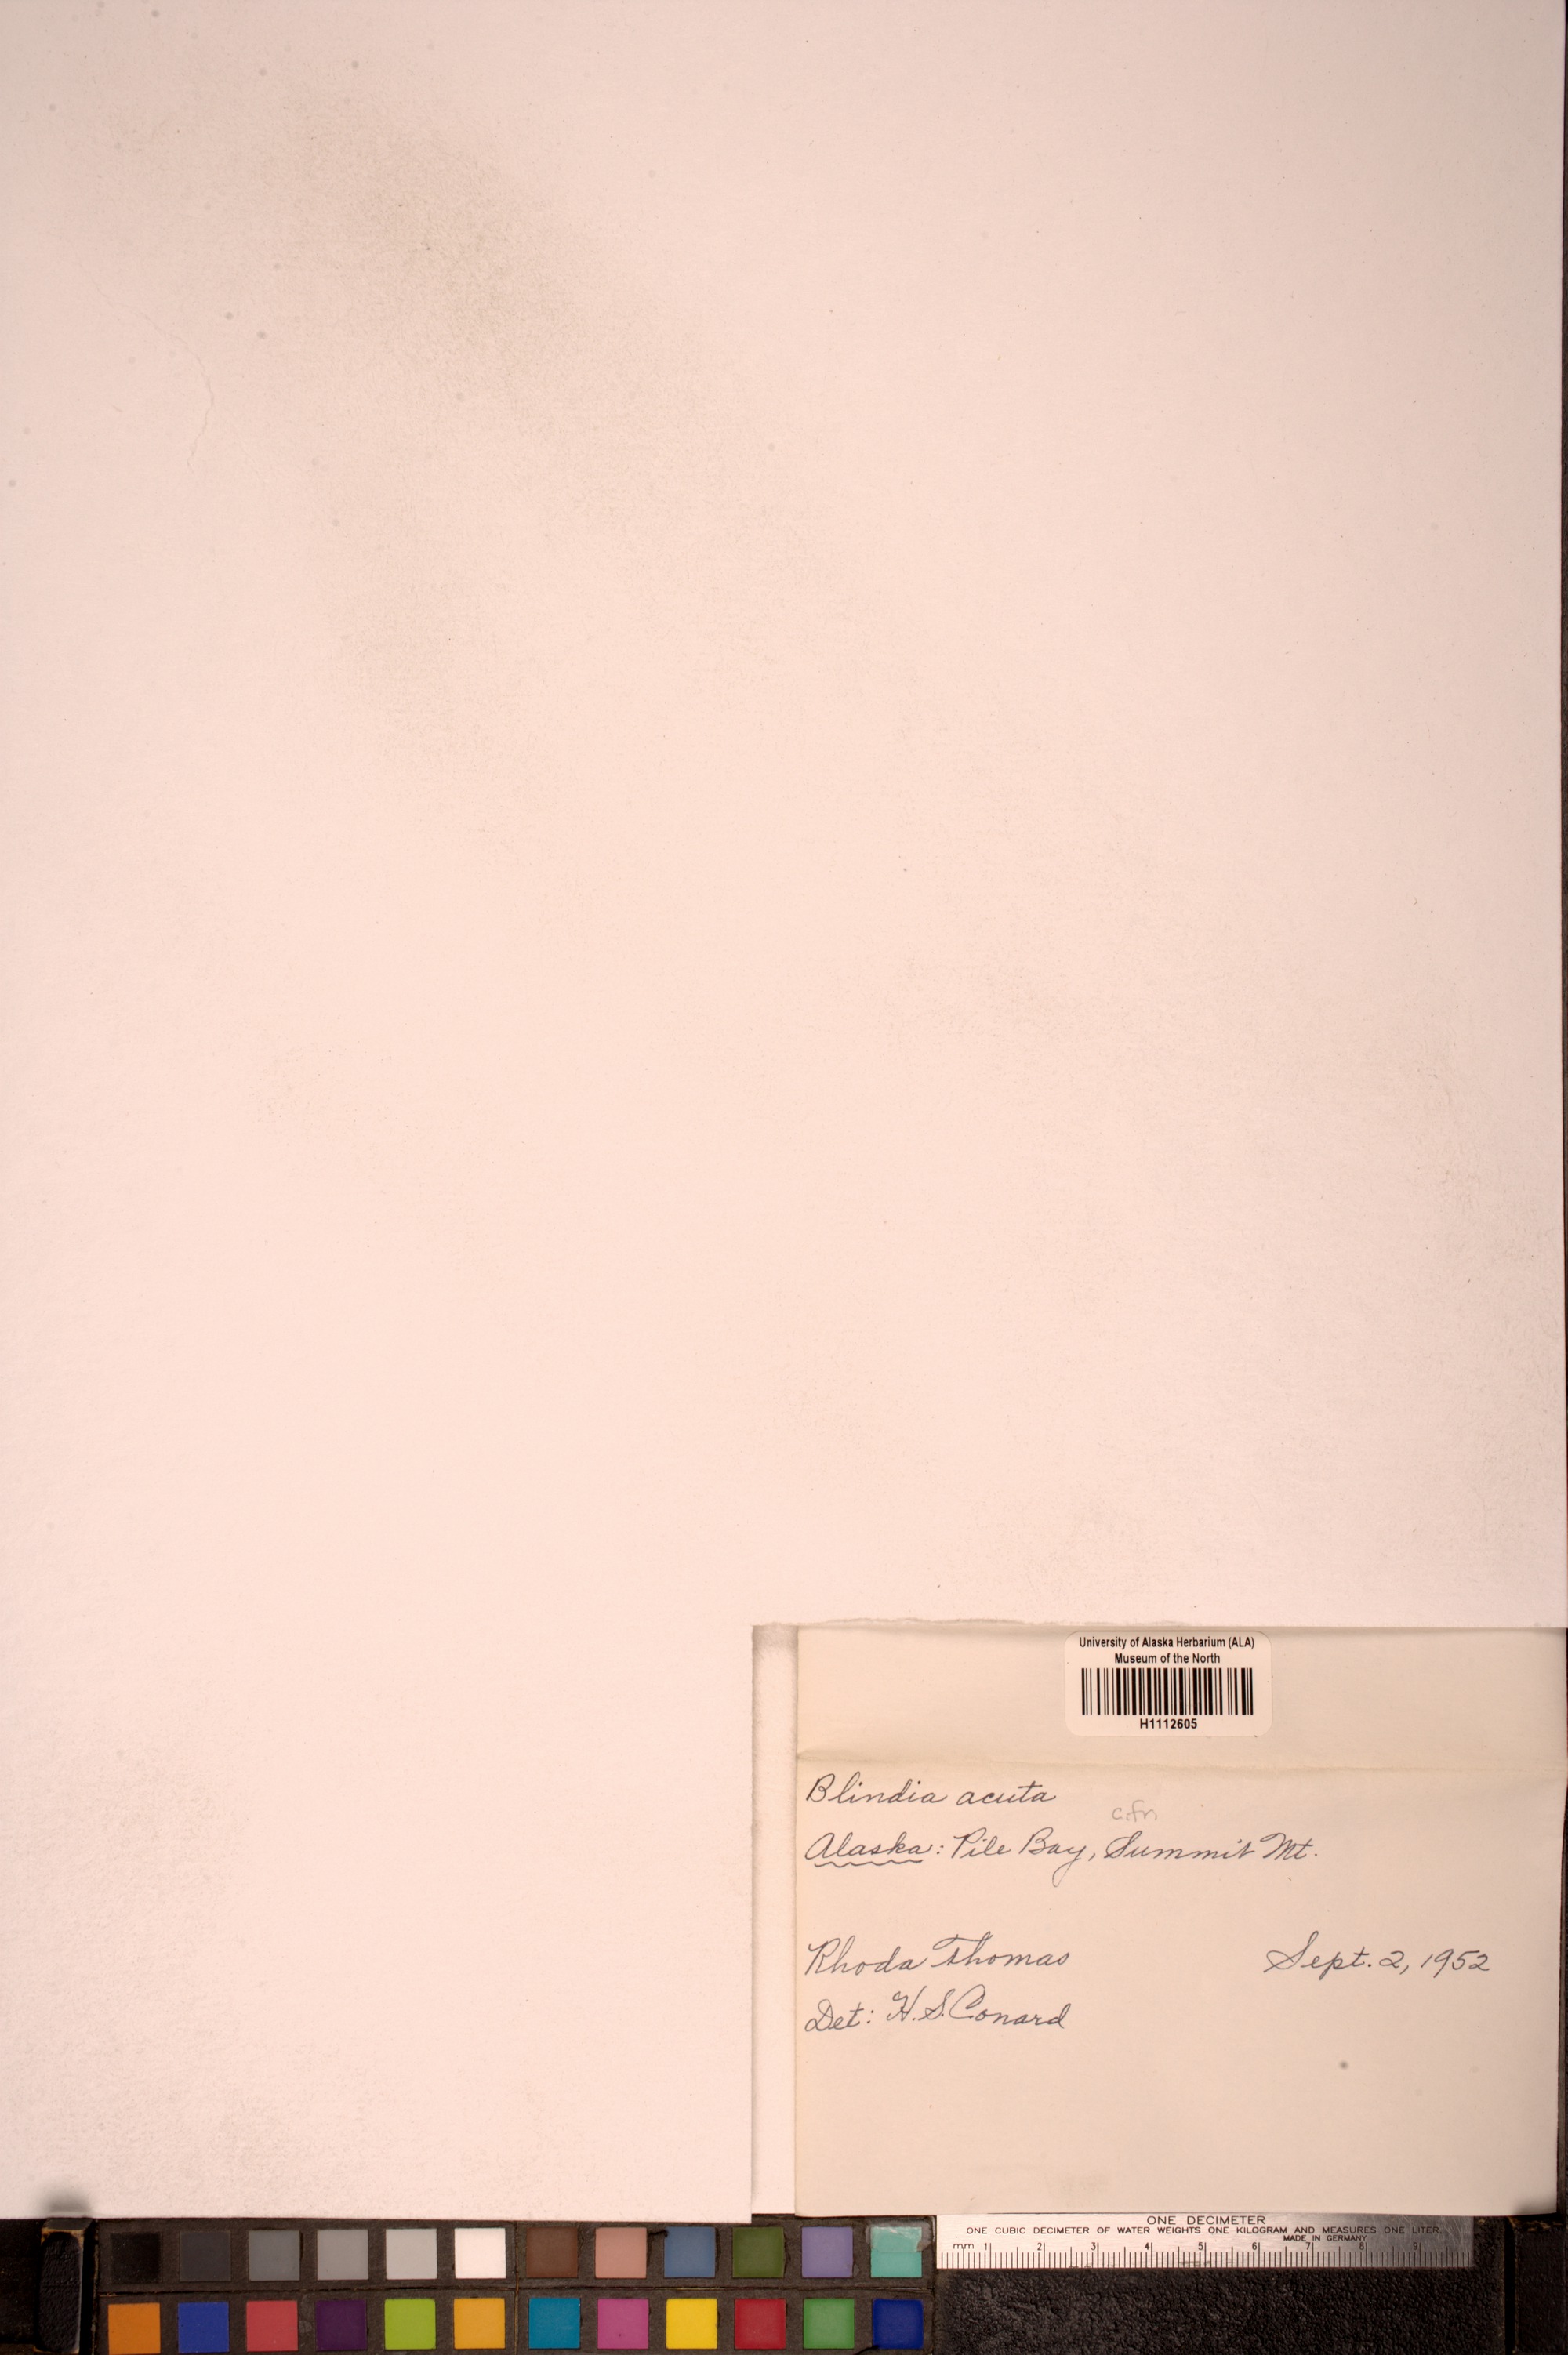 University of Alaska Herbarium (ALA)
Museum of the North
H1112605
Blindia acuta
c.fr.
Alaska: Pile Bay, Summit Mt.
Rhoda Thomas Sept. 2, 1952
Det: H.S. Conard
ONE DECIMETER
ONE CUBIC DECIMETER OF WATER WEIGHTS ONE KILOGRAM AND MEASURES ONE LITER.
MADE IN GERMANY
mm 1 2 3 4 5 6 7 8 9